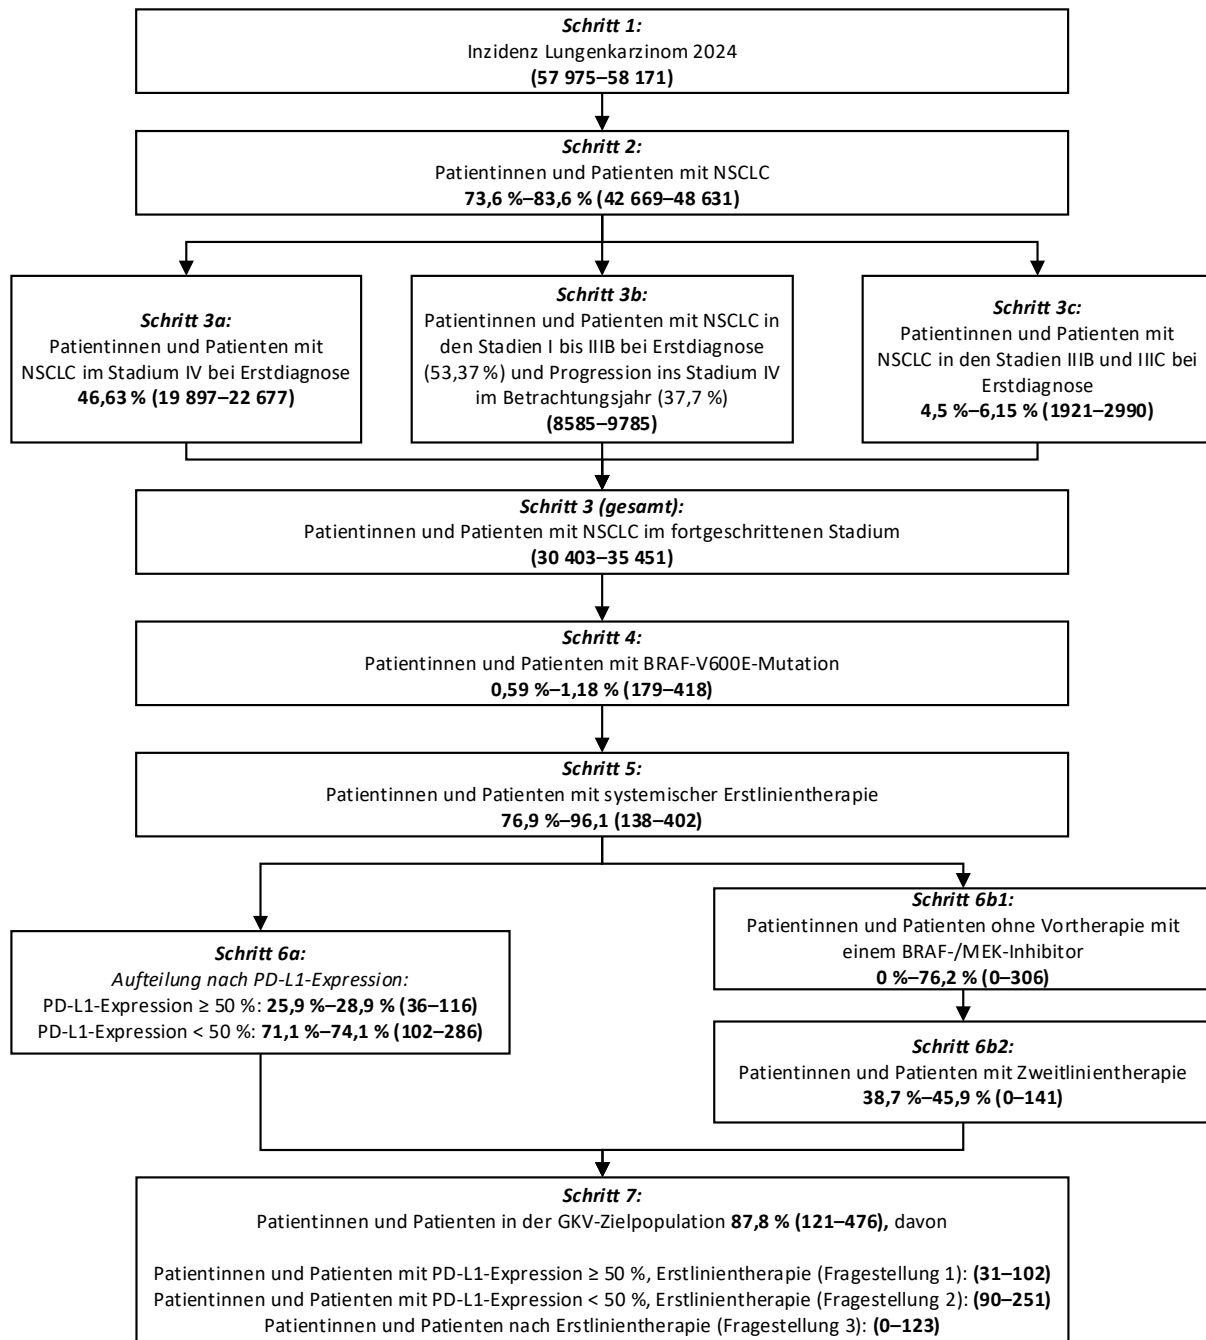 Schritt 1:
Inzidenz Lungenkarzinom 2024
(57 975–58 171)
Schritt 2:
Patientinnen und Patienten mit NSCLC
73,6 %–83,6 % (42 669–48 631)
Schritt 3a:
Patientinnen und Patienten mit
NSCLC im Stadium IV bei Erstdiagnose
46,63 % (19 897–22 677)
Schritt 3b:
Patientinnen und Patienten mit NSCLC in
den Stadien I bis IIIB bei Erstdiagnose
(53,37 %) und Progression ins Stadium IV
im Betrachtungsjahr (37,7 %)
(8585–9785)
Schritt 3c:
Patientinnen und Patienten mit
NSCLC in den Stadien IIIB und IIIC bei
Erstdiagnose
4,5 %–6,15 % (1921–2990)
Schritt 3 (gesamt):
Patientinnen und Patienten mit NSCLC im fortgeschrittenen Stadium
(30 403–35 451)
Schritt 4:
Patientinnen und Patienten mit BRAF-V600E-Mutation
0,59 %–1,18 % (179–418)
Schritt 5:
Patientinnen und Patienten mit systemischer Erstlinientherapie
76,9 %–96,1 (138–402)
Schritt 6a:
Aufteilung nach PD-L1-Expression:
PD-L1-Expression ≥ 50 %: 25,9 %–28,9 % (36–116)
PD-L1-Expression < 50 %: 71,1 %–74,1 % (102–286)
Schritt 6b1:
Patientinnen und Patienten ohne Vortherapie mit
einem BRAF-/MEK-Inhibitor
0 %–76,2 % (0–306)
Schritt 6b2:
Patientinnen und Patienten mit Zweitlinientherapie
38,7 %–45,9 % (0–141)
Schritt 7:
Patientinnen und Patienten in der GKV-Zielpopulation 87,8 % (121–476), davon
Patientinnen und Patienten mit PD-L1-Expression ≥ 50 %, Erstlinientherapie (Fragestellung 1): (31–102)
Patientinnen und Patienten mit PD-L1-Expression < 50 %, Erstlinientherapie (Fragestellung 2): (90–251)
Patientinnen und Patienten nach Erstlinientherapie (Fragestellung 3): (0–123)